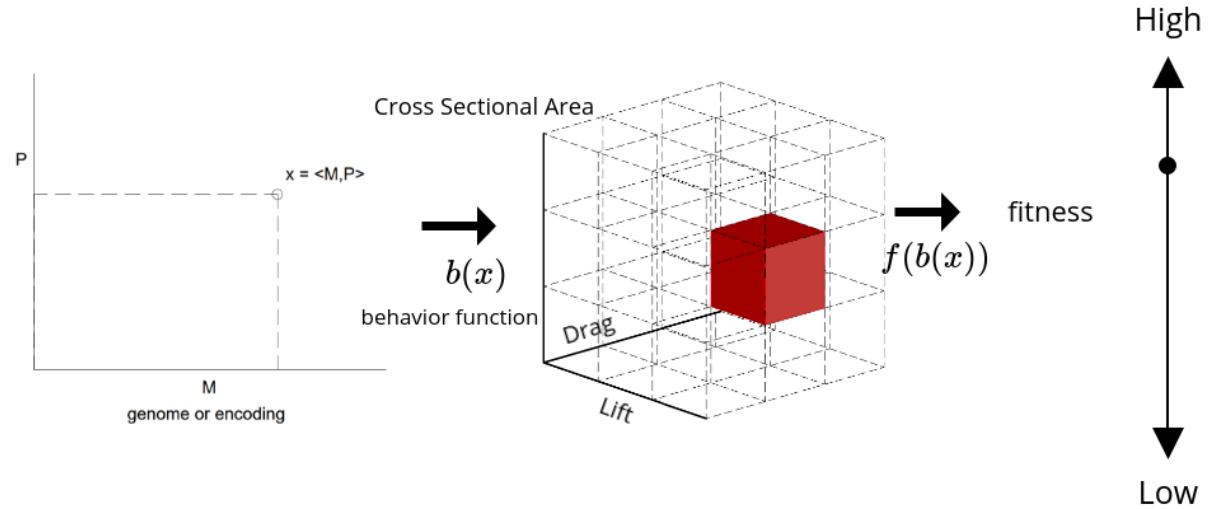 High
Cross Sectional Area
P
x = <M,P>
fitness
b(x)
f(b(x))
behavior function
Drag
M
genome or encoding
Lift
Low